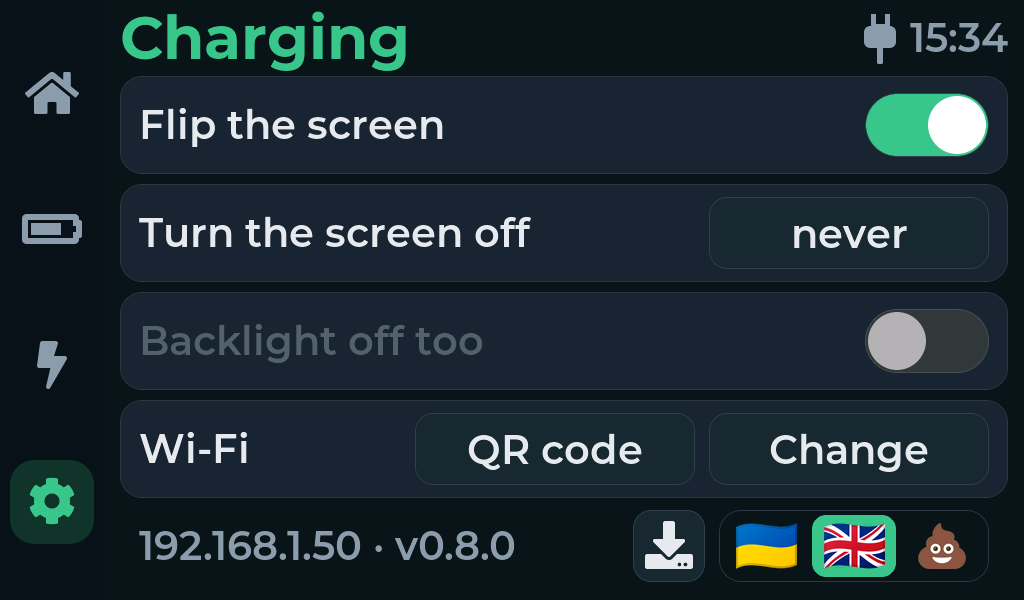 Charging
15:34
Flip the screen
Turn the screen off
never
Backlight off too
Wi-Fi
QR code
Change
192.168.1.50 · v0.8.0